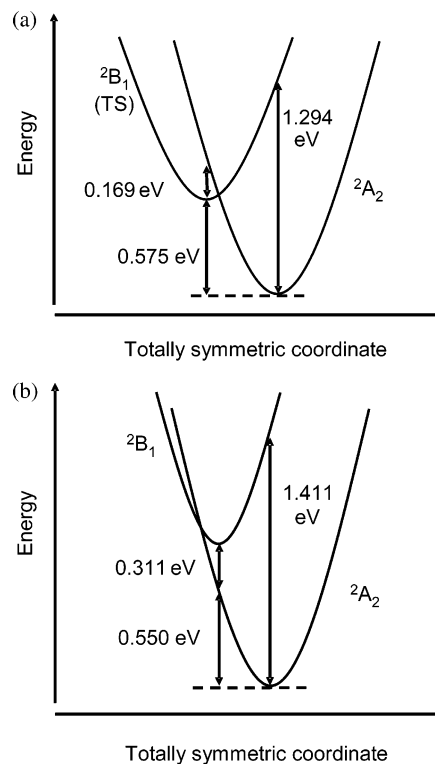 (a)
²B₁
(TS)
1.294
eV
²A₂
0.169 eV
0.575 eV
Energy
Totally symmetric coordinate
(b)
²B₁
1.411
eV
0.311 eV
²A₂
0.550 eV
Energy
Totally symmetric coordinate